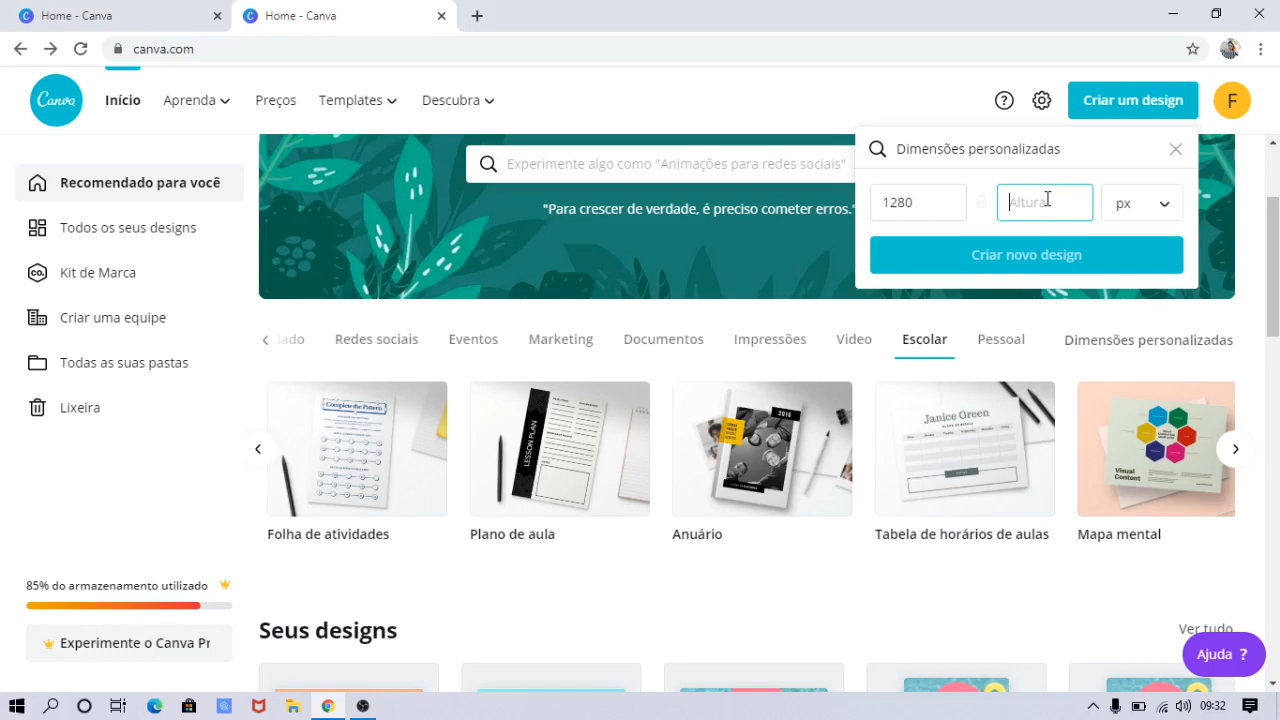 Home - Canva
Home - Canva
canva.com
Canva
Início
Aprenda
Preços
Templates
Descubra
Criar um design
F
Recomendado para você
Todos os seus designs
Kit de Marca
Criar uma equipe
Todas as suas pastas
Lixeira
85% do armazenamento utilizado
Experimente o Canva Pr
Experimente algo como "Animações para redes sociais"
"Para crescer de verdade, é preciso cometer erros."
Dimensões personalizadas
1280
Altura
px
Criar novo design
lado
Redes sociais
Eventos
Marketing
Documentos
Impressões
Video
Escolar
Pessoal
Dimensões personalizadas
Complete the Pattern
LESSON PLAN
2016
Janice Green
Visual
Content
Folha de atividades
Plano de aula
Anuário
Tabela de horários de aulas
Mapa mental
Seus designs
Ver tudo
Ajuda ?
09:32